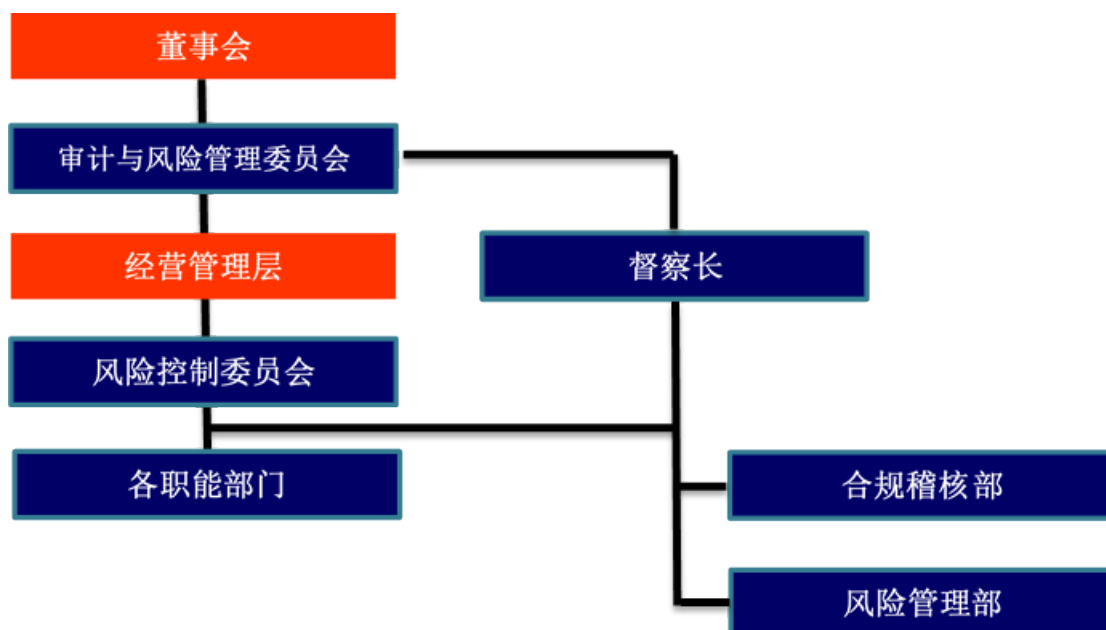 董事会
审计与风险管理委员会
经营管理层
督察长
风险控制委员会
各职能部门
合规稽核部
风险管理部